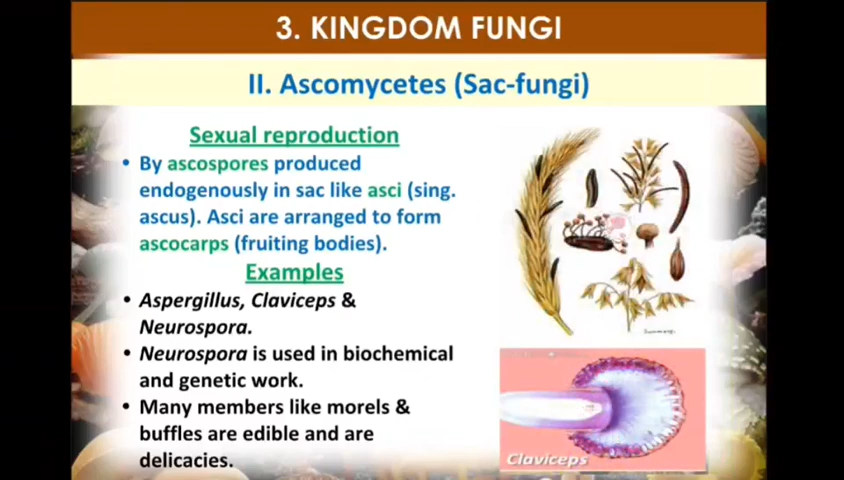 3. KINGDOM FUNGI
II. Ascomycetes (Sac-fungi)
Sexual reproduction
• By ascospores produced
endogenously in sac like asci (sing.
ascus). Asci are arranged to form
ascocarps (fruiting bodies).
Examples
• Aspergillus, Claviceps &
Neurospora.
• Neurospora is used in biochemical
and genetic work.
• Many members like morels &
buffles are edible and are
delicacies.
Claviceps